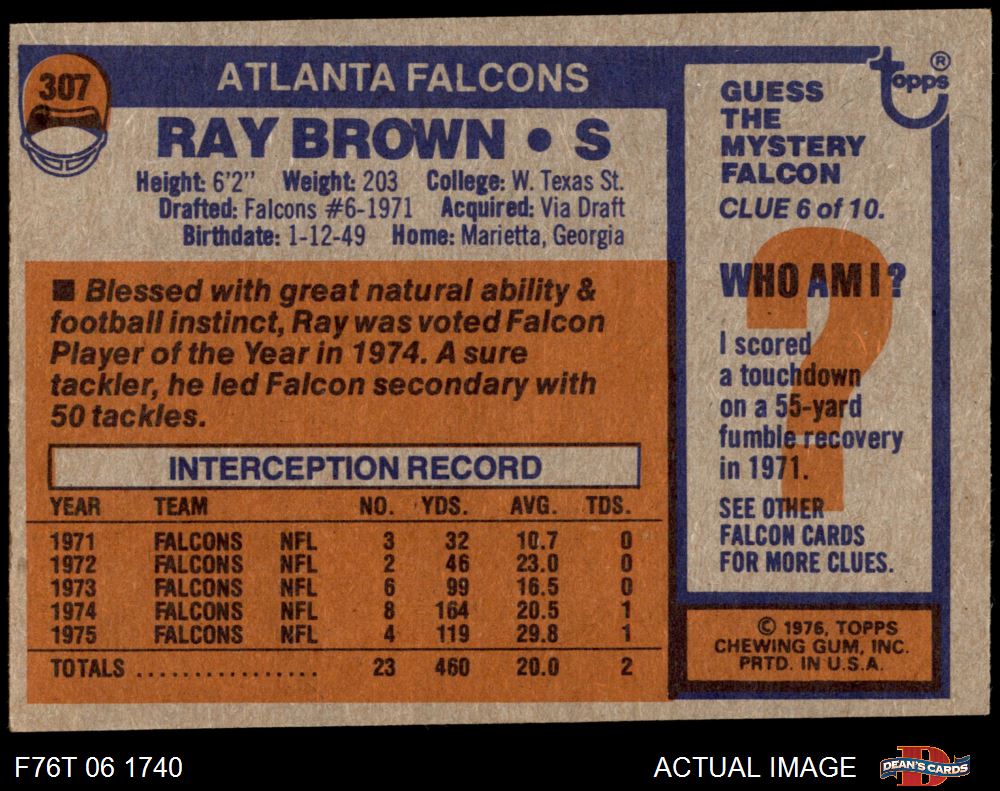 307
ATLANTA FALCONS
RAY BROWN • S
Height: 6'2" Weight: 203 College: W. Texas St.
Drafted: Falcons #6-1971 Acquired: Via Draft
Birthdate: 1-12-49 Home: Marietta, Georgia
■ Blessed with great natural ability &
football instinct, Ray was voted Falcon
Player of the Year in 1974. A sure
tackler, he led Falcon secondary with
50 tackles.
INTERCEPTION RECORD
YEAR TEAM NO. YDS. AVG. TDS.
1971 FALCONS NFL 3 32 10.7 0
1972 FALCONS NFL 2 46 23.0 0
1973 FALCONS NFL 6 99 16.5 0
1974 FALCONS NFL 8 164 20.5 1
1975 FALCONS NFL 4 119 29.8 1
TOTALS ................ 23 460 20.0 2
topps ®
GUESS
THE
MYSTERY
FALCON
CLUE 6 of 10.
?
WHO AM I?
I scored
a touchdown
on a 55-yard
fumble recovery
in 1971.
SEE OTHER
FALCON CARDS
FOR MORE CLUES.
© 1976, TOPPS
CHEWING GUM, INC.
PRTD. IN U.S.A.
F76T 06 1740
ACTUAL IMAGE
D
DEAN'S CARDS